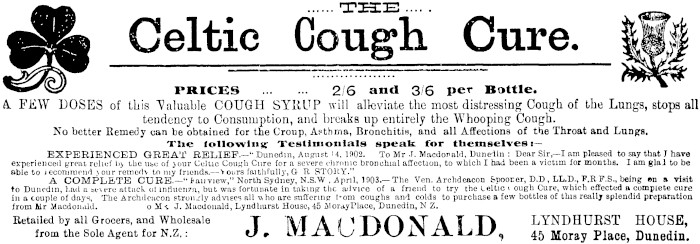 THE
Celtic Cough Cure.
PRICES ... ... 2/6 and 3/6 per Bottle.
A FEW DOSES of this Valuable COUGH SYRUP will alleviate the most distressing Cough of the Lungs, stops all
tendency to Consumption, and breaks up entirely the Whooping Cough.
No better Remedy can be obtained for the Croup, Asthma, Bronchitis, and all Affections of the Throat and Lungs.
The following Testimonials speak for themselves:—
EXPERIENCED GREAT RELIEF.—"Dunedin, August 14, 1902. To Mr J. Macdonald, Dunedin: Dear Sir,—I am pleased to say that I have
experienced great relief by the use of your Celtic Cough Cure for a severe chronic bronchial affection, to which I had been a victim for months. I am glad to be
able to recommend your remedy to my friends.—Yours faithfully, G R STORY."
A COMPLETE CURE.—"Fairview," North Sydney, N.S.W. April, 1903.—The Ven. Archdeacon Spooner, D.D, LL.D, F.R.S., being on a visit
to Dunedin, had a severe attack of influenza, but was fortunate in taking the advice of a friend to try the Celtic Cough Cure, which effected a complete cure
in a couple of days. The Archdeacon strongly advises all who are suffering from coughs and colds to purchase a few bottles of this really splendid preparation
from Mr Macdonald. To Mr J. Macdonald, Lyndhurst House, 45 Moray Place, Dunedin, N.Z.
Retailed by all Grocers, and Wholesale
from the Sole Agent for N.Z.:
J. MACDONALD,
LYNDHURST HOUSE,
45 Moray Place, Dunedin.